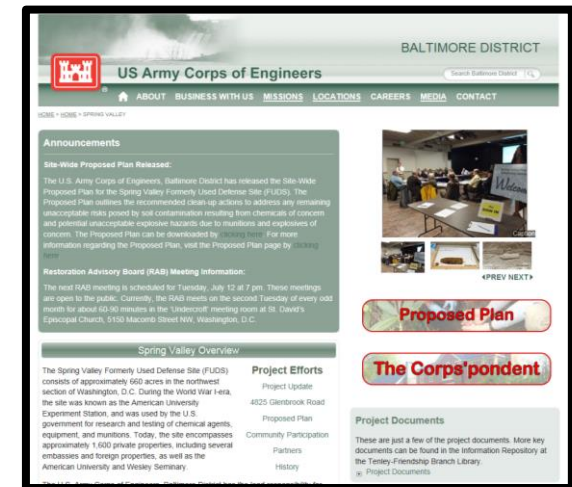 BALTIMORE DISTRICT
US Army Corps of Engineers
®
Search Baltimore District
ABOUT BUSINESS WITH US MISSIONS LOCATIONS CAREERS MEDIA CONTACT
HOME > HOME > SPRING VALLEY
Announcements
Site-Wide Proposed Plan Released:
The U.S. Army Corps of Engineers, Baltimore District has released the Site-Wide
Proposed Plan for the Spring Valley Formerly Used Defense Site (FUDS). The
Proposed Plan outlines the recommended clean-up actions to address any remaining
unacceptable risks posed by soil contamination resulting from chemicals of concern
and potential unacceptable explosive hazards due to munitions and explosives of
concern. The Proposed Plan can be downloaded by clicking here. For more
information regarding the Proposed Plan, visit the Proposed Plan page by clicking
here.
Restoration Advisory Board (RAB) Meeting Information:
The next RAB meeting is scheduled for Tuesday, July 12 at 7 pm. These meetings
are open to the public. Currently, the RAB meets on the second Tuesday of every odd
month for about 60-90 minutes in the 'Undercroft' meeting room at St. David's
Episcopal Church, 5150 Macomb Street NW, Washington, D.C.
Welcome
Caption
PREV NEXT
Proposed Plan
The Corps'pondent
Spring Valley Overview
The Spring Valley Formerly Used Defense Site (FUDS)
consists of approximately 660 acres in the northwest
section of Washington, D.C. During the World War I-era,
the site was known as the American University
Experiment Station, and was used by the U.S.
government for research and testing of chemical agents,
equipment, and munitions. Today, the site encompasses
approximately 1,600 private properties, including several
embassies and foreign properties, as well as the
American University and Wesley Seminary.
Project Efforts
Project Update
4825 Glenbrook Road
Proposed Plan
Community Participation
Partners
History
Project Documents
These are just a few of the project documents. More key
documents can be found in the Information Repository at
the Tenley-Friendship Branch Library.
Project Documents